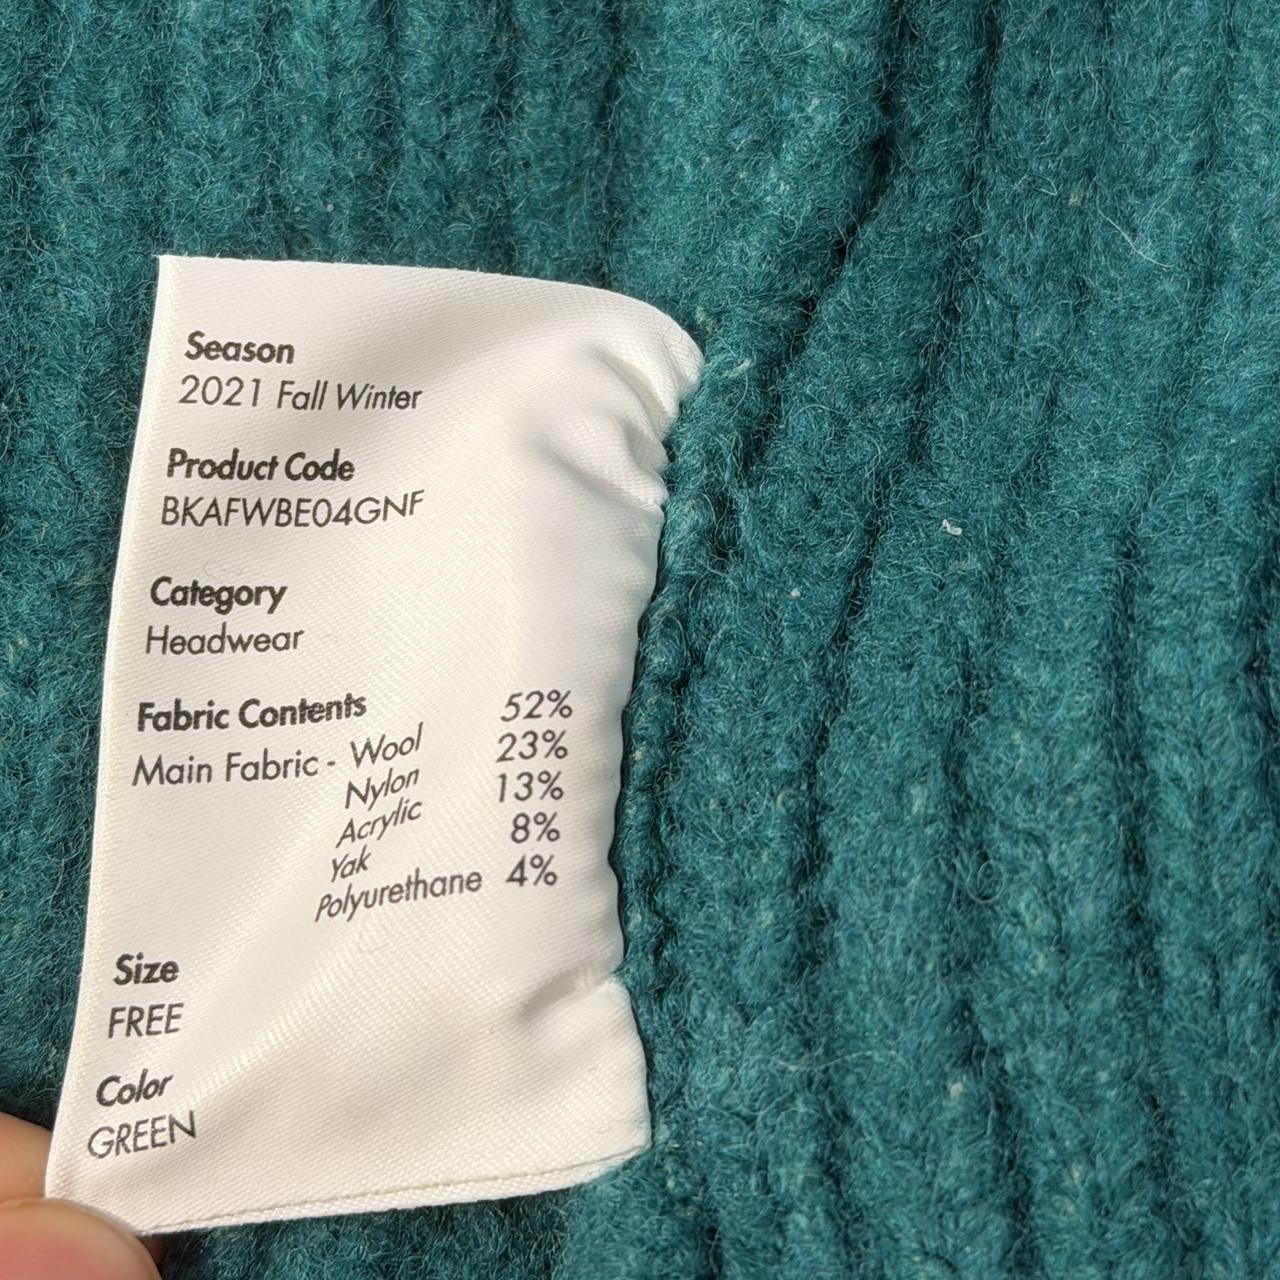 Season
2021 Fall Winter
Product Code
BKAFWBE04GNF
Category
Headwear
Fabric Contents
Main Fabric - Wool 52%
Nylon 23%
Acrylic 13%
Yak 8%
Polyurethane 4%
Size
FREE
Color
GREEN